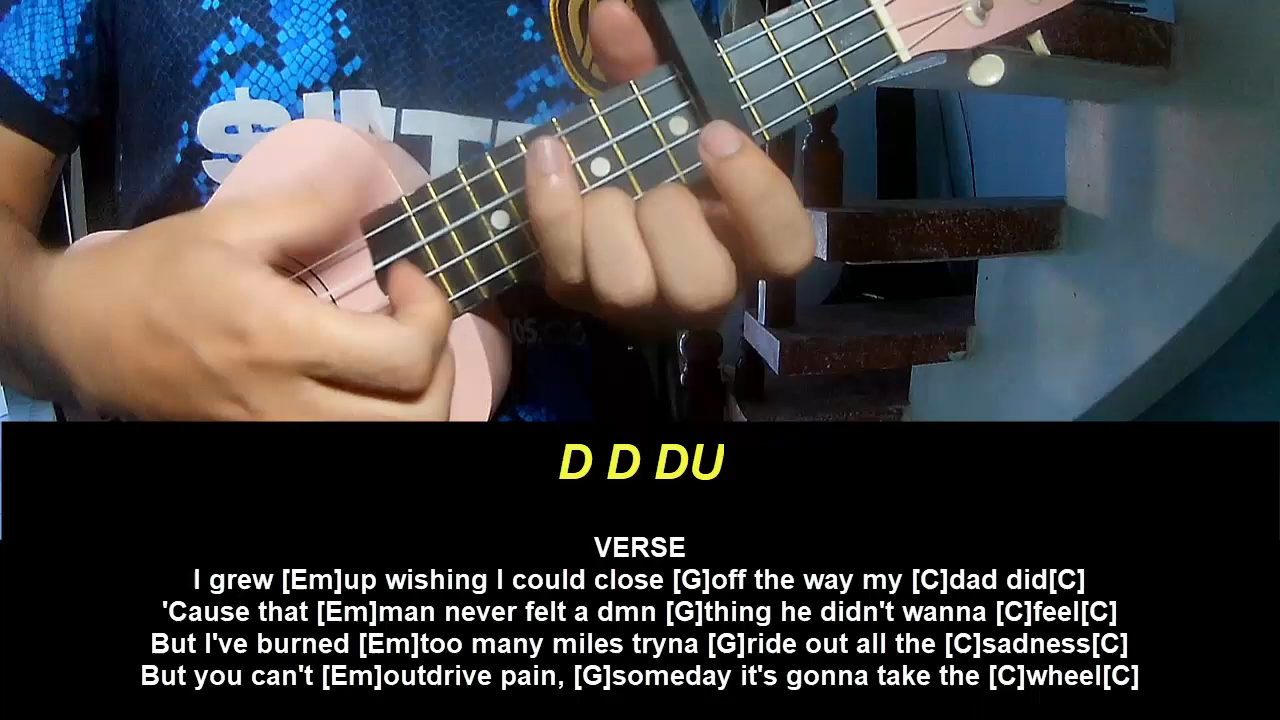 D D DU
VERSE
I grew [Em]up wishing I could close [G]off the way my [C]dad did[C]
'Cause that [Em]man never felt a dmn [G]thing he didn't wanna [C]feel[C]
But I've burned [Em]too many miles tryna [G]ride out all the [C]sadness[C]
But you can't [Em]outdrive pain, [G]someday it's gonna take the [C]wheel[C]